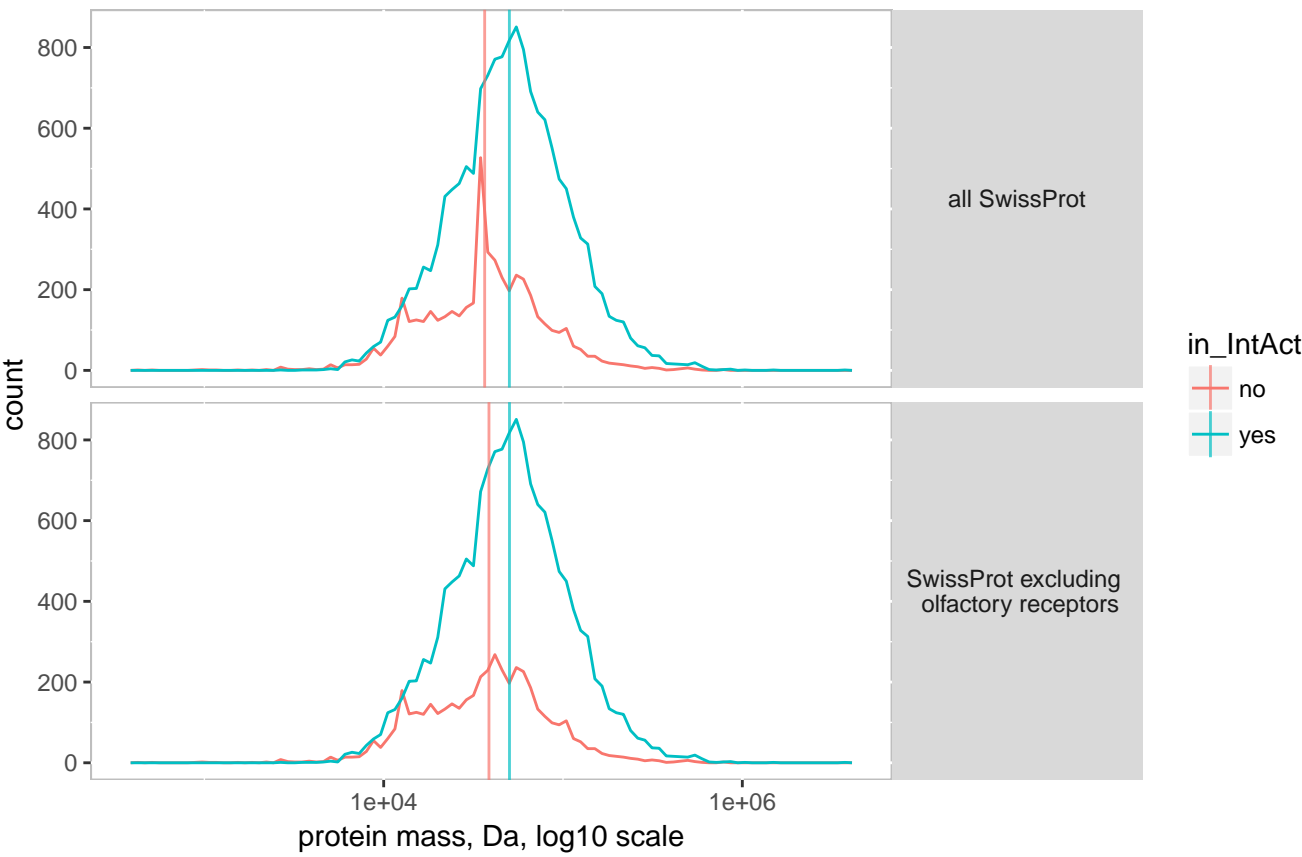 800
600
400
200
0
all SwissProt
800
600
400
200
0
SwissProt excluding
olfactory receptors
count
1e+04
1e+06
protein mass, Da, log10 scale
in_IntAct
no
yes